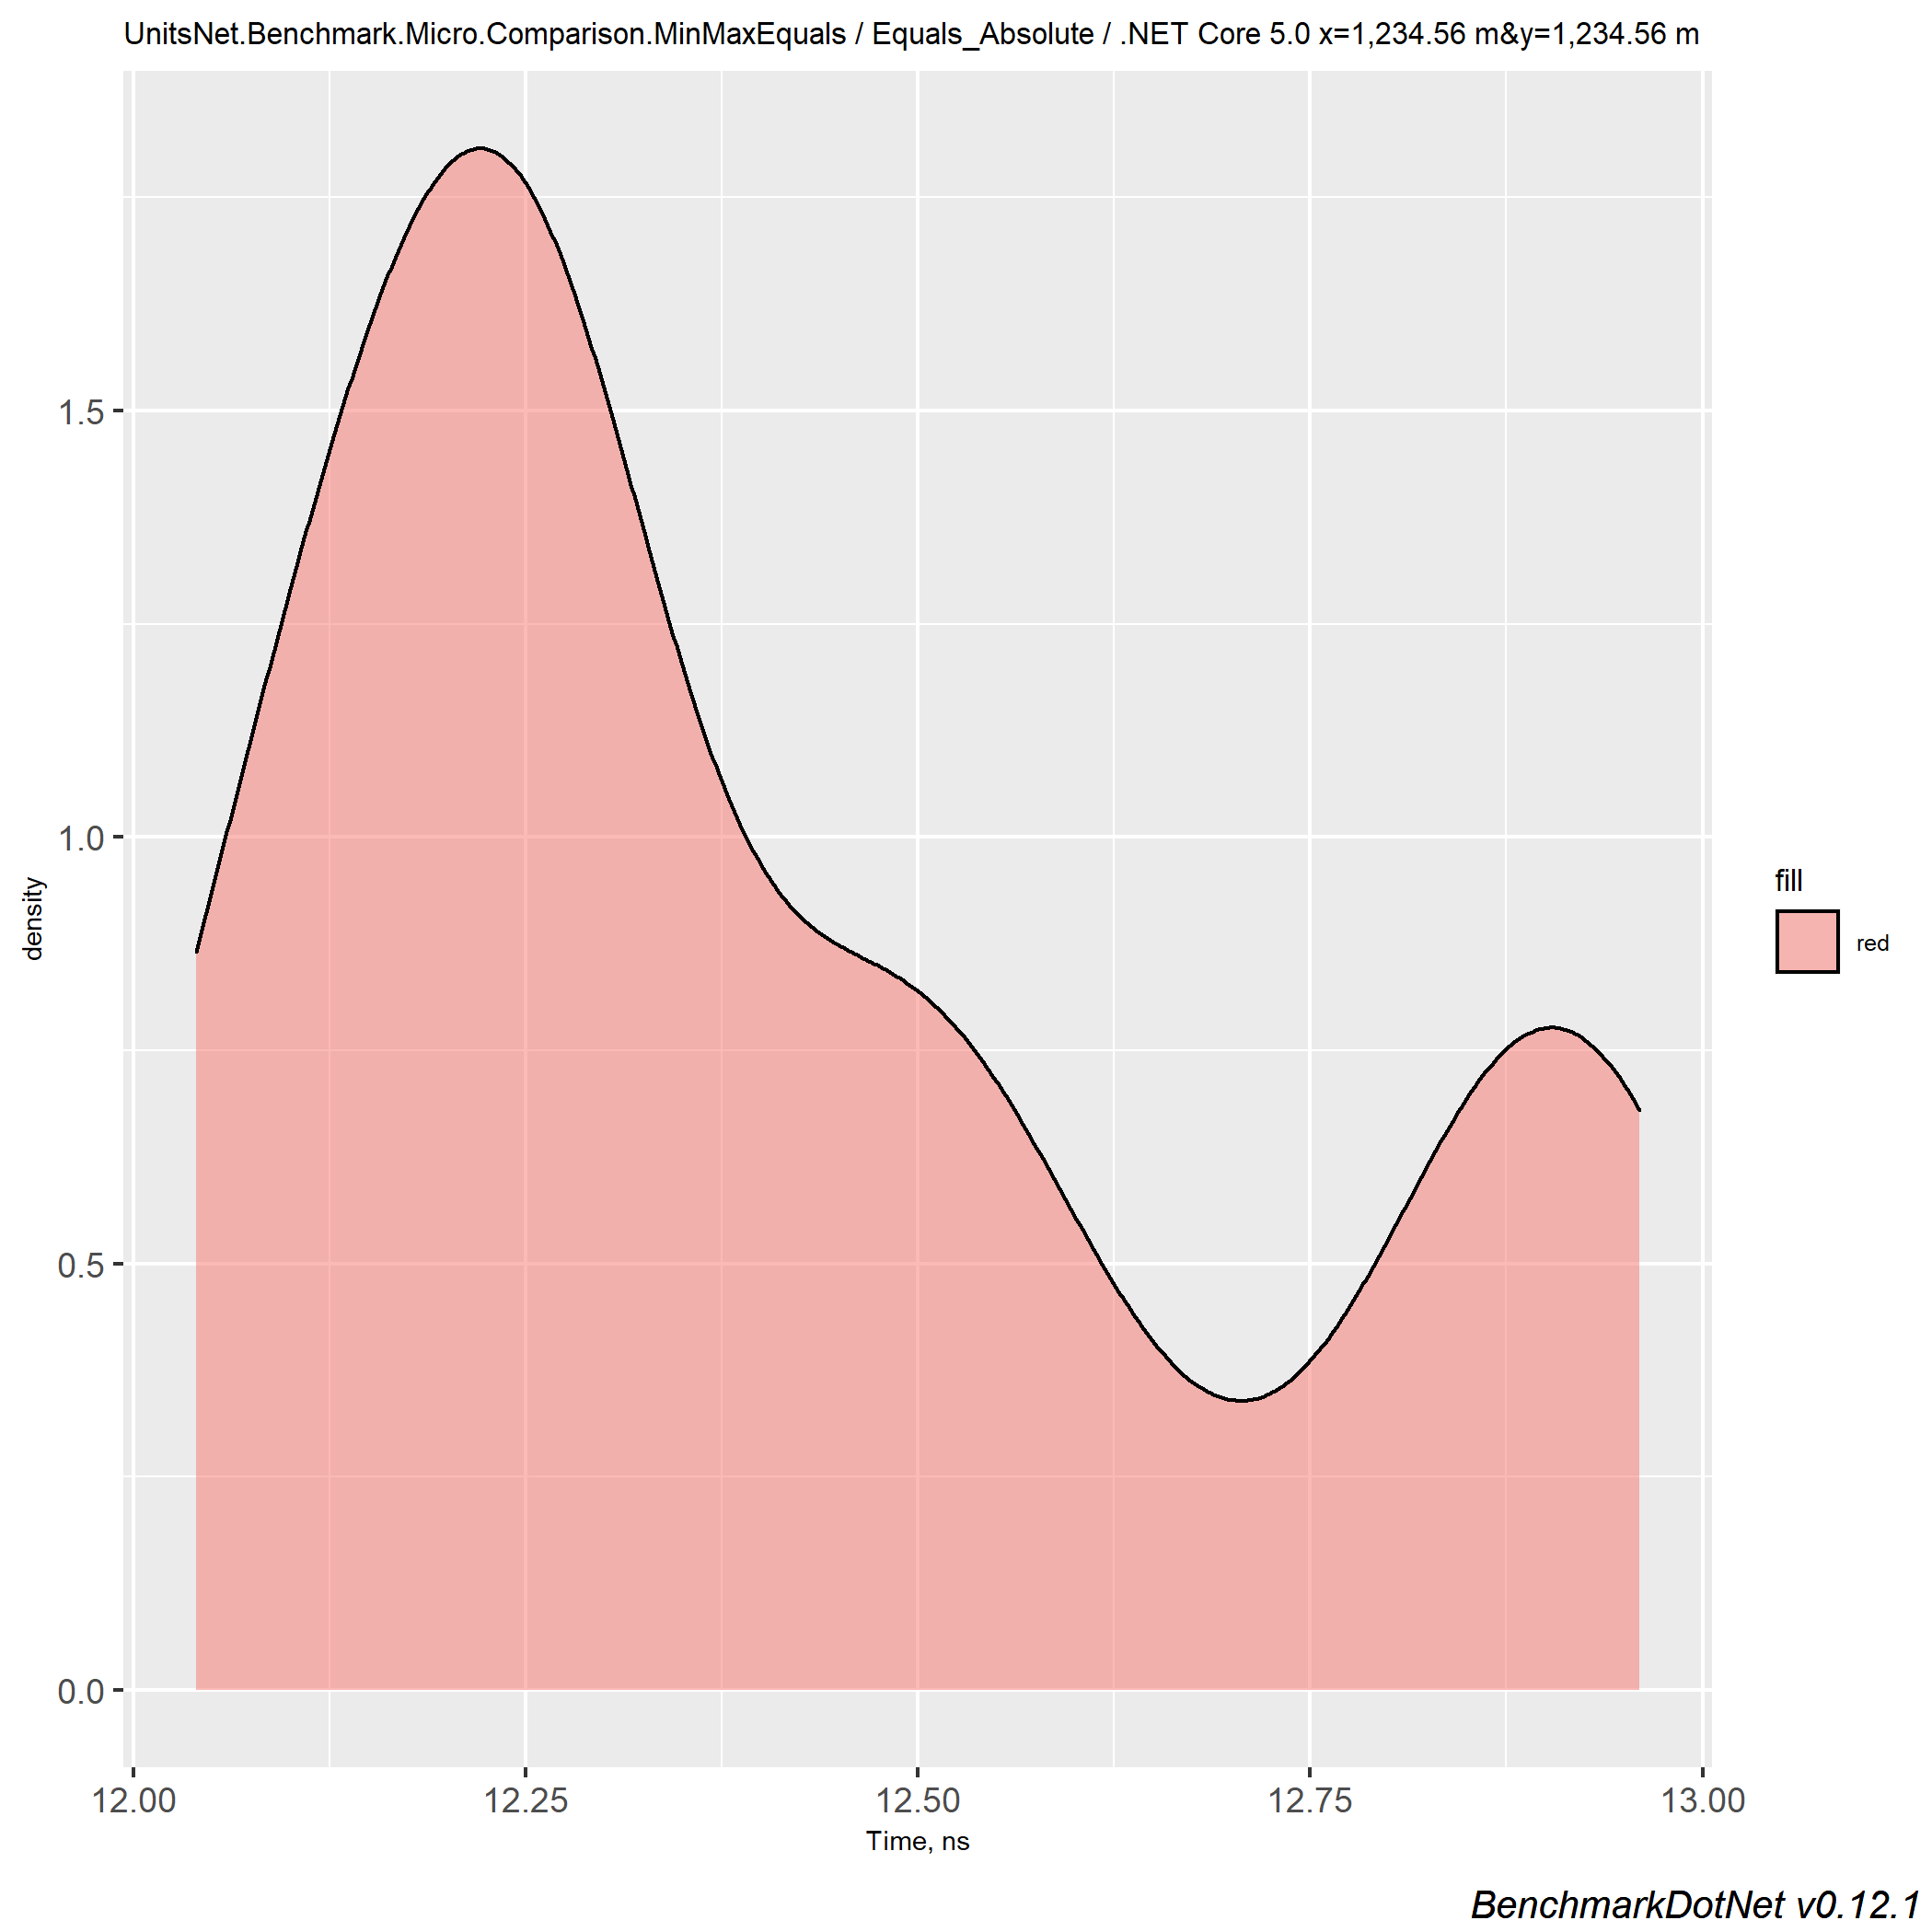 UnitsNet.Benchmark.Micro.Comparison.MinMaxEquals / Equals_Absolute / .NET Core 5.0 x=1,234.56 m&y=1,234.56 m
1.5
1.0
0.5
0.0
density
12.00 12.25 12.50 12.75 13.00
Time, ns
fill
red
BenchmarkDotNet v0.12.1